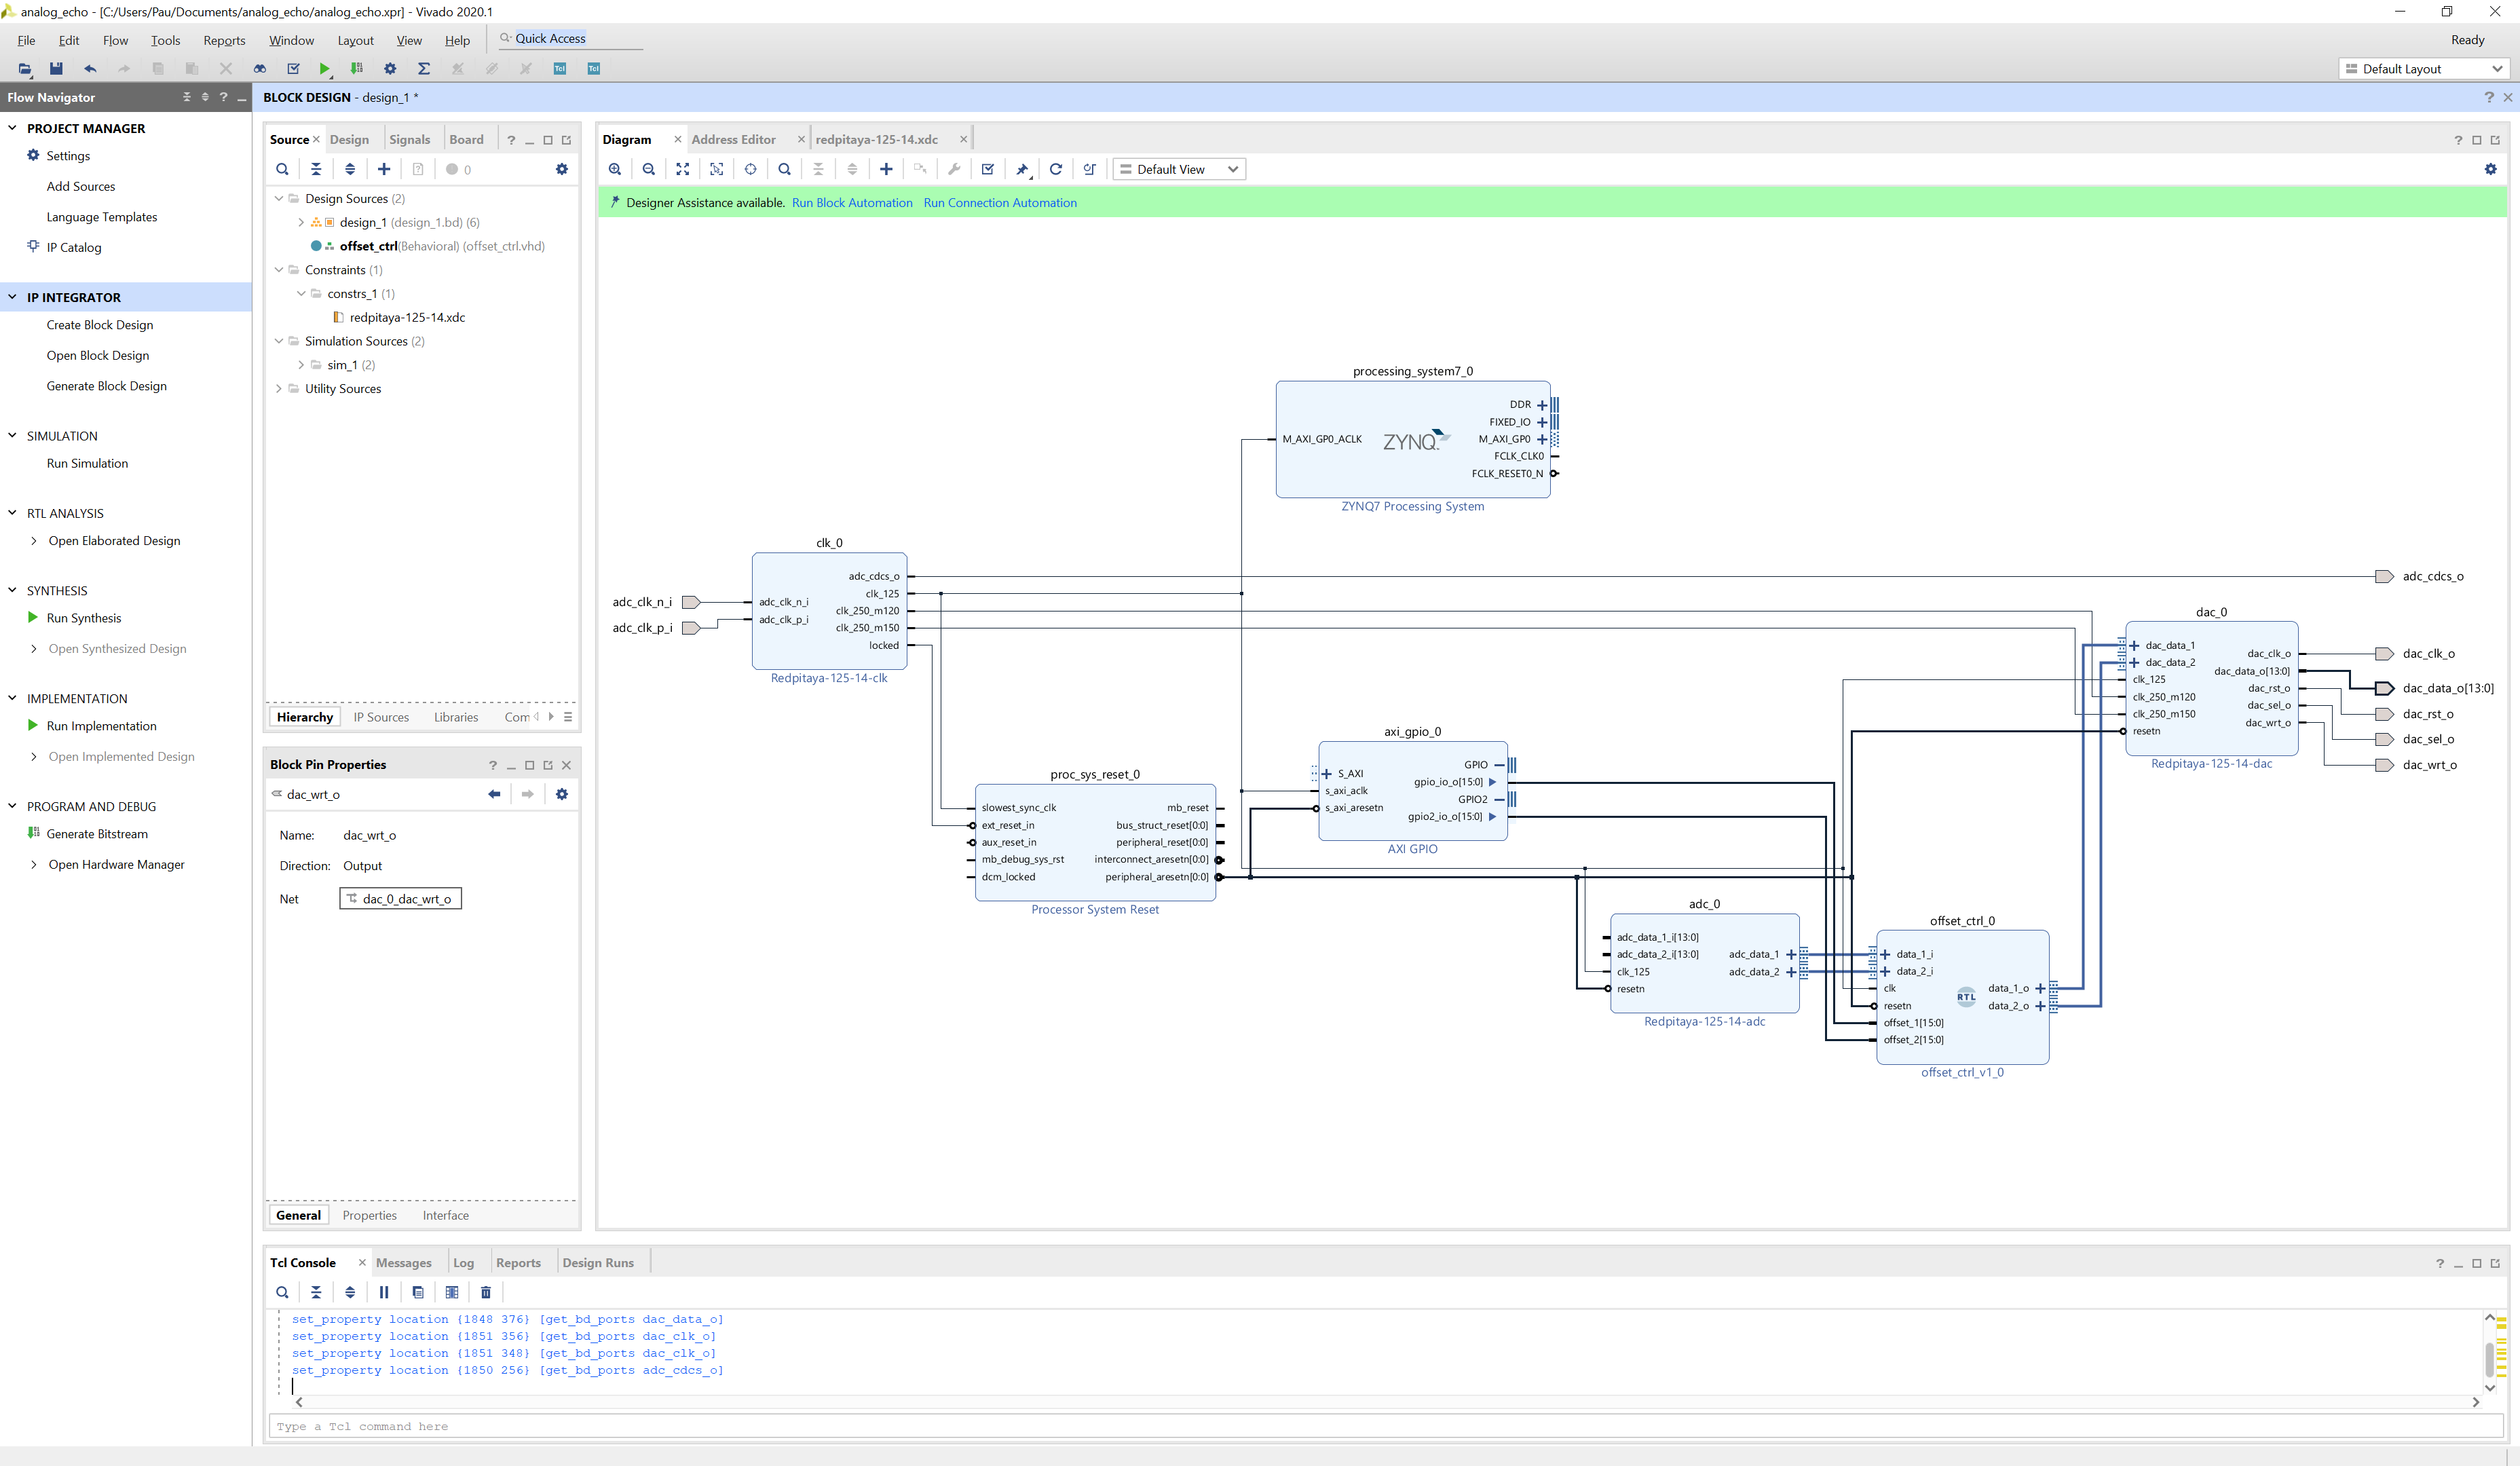 analog_echo - [C:/Users/Pau/Documents/analog_echo/analog_echo.xpr] - Vivado 2020.1
File Edit Flow Tools Reports Window Layout View Help Quick Access
Ready
Default Layout
Flow Navigator
PROJECT MANAGER
Settings
Add Sources
Language Templates
IP Catalog
IP INTEGRATOR
Create Block Design
Open Block Design
Generate Block Design
SIMULATION
Run Simulation
RTL ANALYSIS
Open Elaborated Design
SYNTHESIS
Run Synthesis
Open Synthesized Design
IMPLEMENTATION
Run Implementation
Open Implemented Design
PROGRAM AND DEBUG
Generate Bitstream
Open Hardware Manager
BLOCK DESIGN - design_1 *
Source Design Signals Board
0
Design Sources (2)
design_1 (design_1.bd) (6)
offset_ctrl(Behavioral) (offset_ctrl.vhd)
Constraints (1)
constrs_1 (1)
redpitaya-125-14.xdc
Simulation Sources (2)
sim_1 (2)
Utility Sources
Hierarchy IP Sources Libraries Com
Block Pin Properties
dac_wrt_o
Name: dac_wrt_o
Direction: Output
Net dac_0_dac_wrt_o
General Properties Interface
Diagram Address Editor redpitaya-125-14.xdc
Default View
Designer Assistance available. Run Block Automation Run Connection Automation
processing_system7_0
M_AXI_GP0_ACLK
ZYNQ
DDR
FIXED_IO
M_AXI_GP0
FCLK_CLK0
FCLK_RESET0_N
ZYNQ7 Processing System
adc_clk_n_i
adc_clk_p_i
clk_0
adc_clk_n_i
adc_clk_p_i
adc_cdcs_o
clk_125
clk_250_m120
clk_250_m150
locked
Redpitaya-125-14-clk
proc_sys_reset_0
slowest_sync_clk
ext_reset_in
aux_reset_in
mb_debug_sys_rst
dcm_locked
mb_reset
bus_struct_reset[0:0]
peripheral_reset[0:0]
interconnect_aresetn[0:0]
peripheral_aresetn[0:0]
Processor System Reset
axi_gpio_0
S_AXI
s_axi_aclk
s_axi_aresetn
GPIO
gpio_io_o[15:0]
GPIO2
gpio2_io_o[15:0]
AXI GPIO
adc_0
adc_data_1_i[13:0]
adc_data_2_i[13:0]
clk_125
resetn
adc_data_1
adc_data_2
Redpitaya-125-14-adc
offset_ctrl_0
data_1_i
data_2_i
clk
resetn
offset_1[15:0]
offset_2[15:0]
RTL
data_1_o
data_2_o
offset_ctrl_v1_0
dac_0
dac_data_1
dac_data_2
clk_125
clk_250_m120
clk_250_m150
resetn
dac_clk_o
dac_data_o[13:0]
dac_rst_o
dac_sel_o
dac_wrt_o
Redpitaya-125-14-dac
adc_cdcs_o
dac_clk_o
dac_data_o[13:0]
dac_rst_o
dac_sel_o
dac_wrt_o
Tcl Console Messages Log Reports Design Runs
set_property location {1848 376} [get_bd_ports dac_data_o]
set_property location {1851 356} [get_bd_ports dac_clk_o]
set_property location {1851 348} [get_bd_ports dac_clk_o]
set_property location {1850 256} [get_bd_ports adc_cdcs_o]
Type a Tcl command here